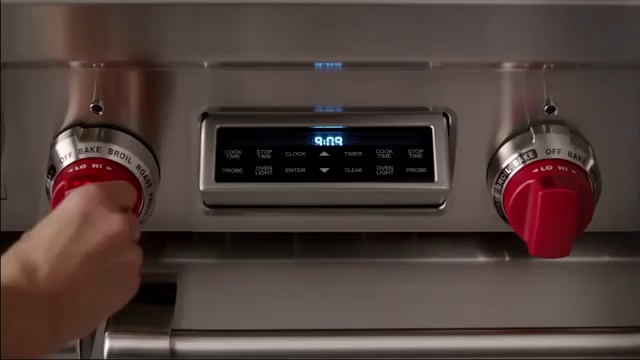 9:09
COOK TIME STOP TIME CLOCK TIMER COOK TIME STOP TIME
PROBE OVEN LIGHT ENTER CLEAR OVEN LIGHT PROBE
OFF BAKE BROIL ROAST
LO HI
BROIL BAKE OFF BAKE
LO HI